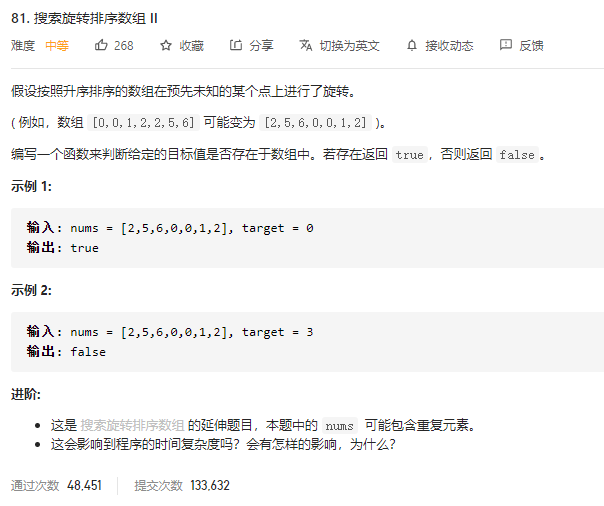 81. 搜索旋转排序数组 II
难度 中等 268 收藏 分享 切换为英文 接收动态 反馈
假设按照升序排序的数组在预先未知的某个点上进行了旋转。
( 例如，数组 [0,0,1,2,2,5,6] 可能变为 [2,5,6,0,0,1,2] )。
编写一个函数来判断给定的目标值是否存在于数组中。若存在返回 true，否则返回 false。
示例 1:
输入: nums = [2,5,6,0,0,1,2], target = 0
输出: true
示例 2:
输入: nums = [2,5,6,0,0,1,2], target = 3
输出: false
进阶:
• 这是 搜索旋转排序数组 的延伸题目，本题中的 nums 可能包含重复元素。
• 这会影响到程序的时间复杂度吗？会有怎样的影响，为什么？
通过次数 48,451 提交次数 133,632